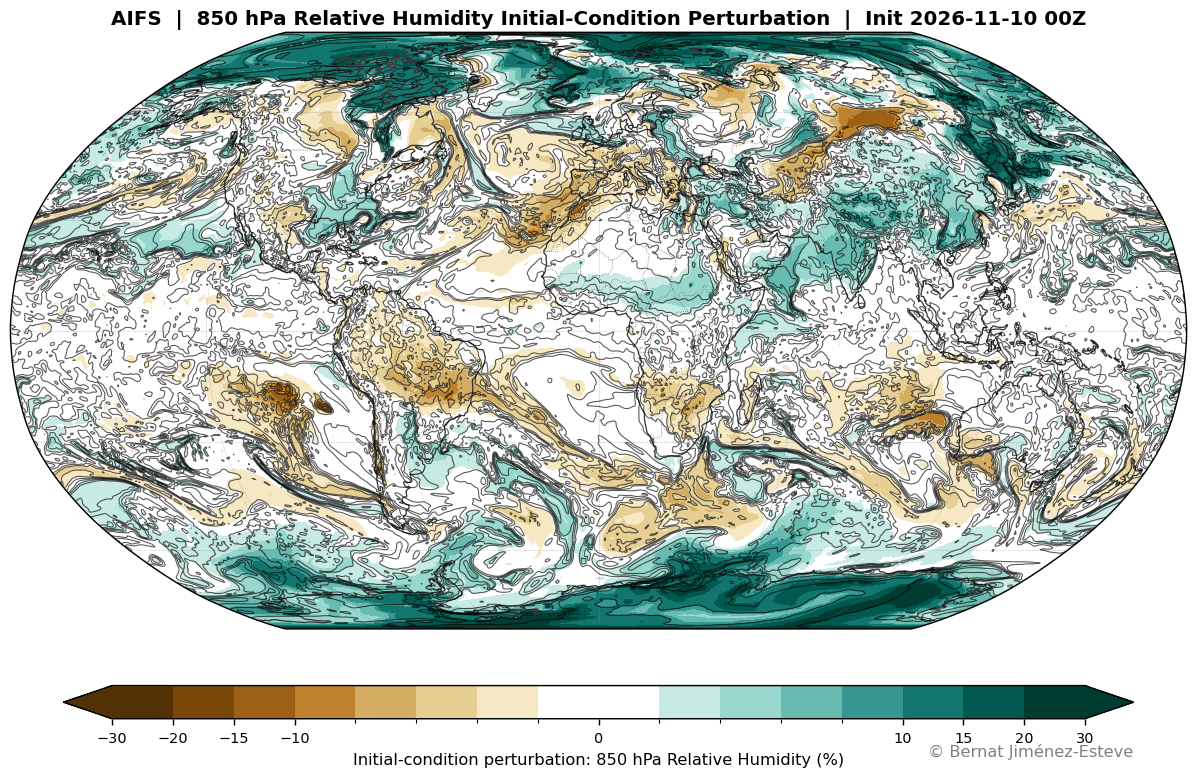 AIFS | 850 hPa Relative Humidity Initial-Condition Perturbation | Init 2026-11-10 00Z
−30 −20 −15 −10 0 10 15 20 30
Initial-condition perturbation: 850 hPa Relative Humidity (%)
© Bernat Jiménez-Esteve